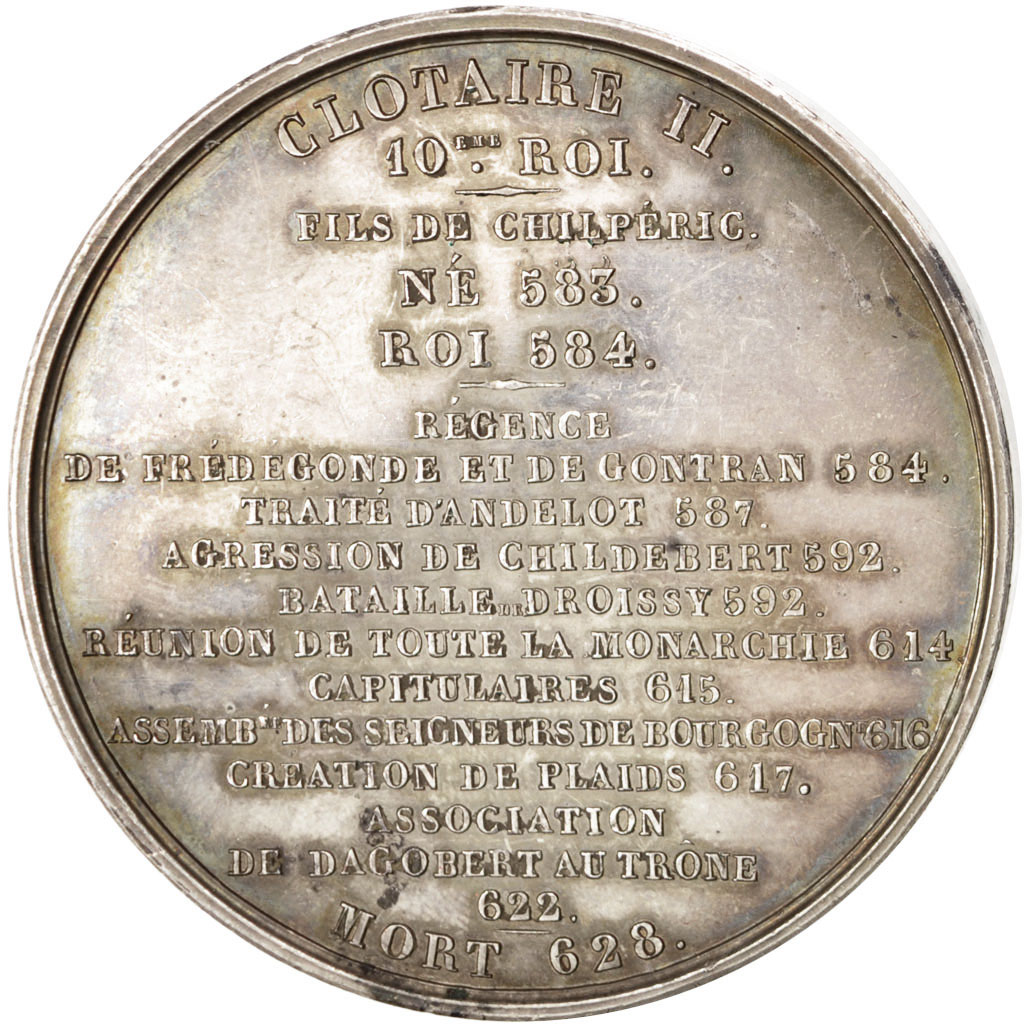 CLOTAIRE II.
10EME. ROI.
FILS DE CHILPÉRIC.
NÉ 583.
ROI 584.
RÉGENCE
DE FRÉDEGONDE ET DE GONTRAN 584.
TRAITÉ D'ANDELOT 587.
AGRESSION DE CHILDEBERT 592.
BATAILLE DE DROISSY 592.
RÉUNION DE TOUTE LA MONARCHIE 614
CAPITULAIRES 615.
ASSEMB.ÉE DES SEIGNEURS DE BOURGOGNE 616
CREATION DE PLAIDS 617.
ASSOCIATION
DE DAGOBERT AU TRÔNE
622.
MORT 628.